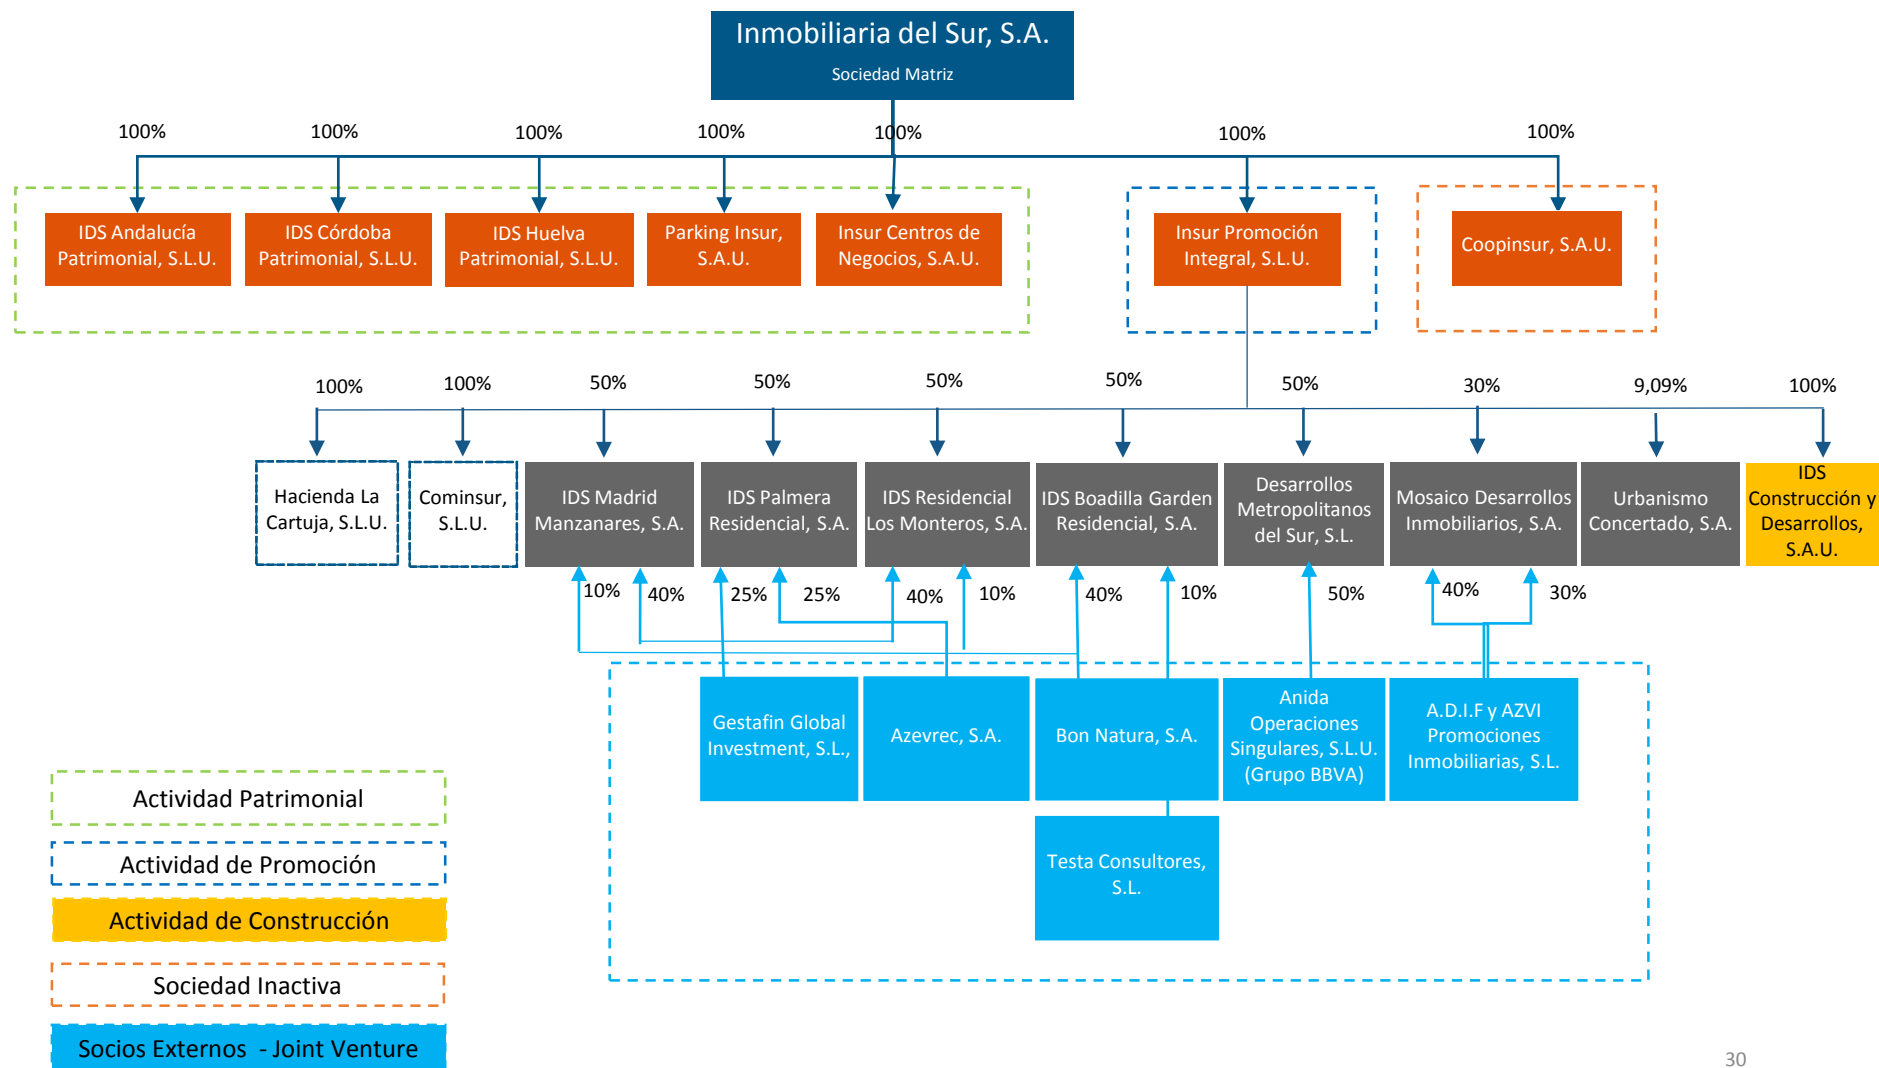 Inmobiliaria del Sur, S.A.
Sociedad Matriz
100%
100%
100%
100%
100%
100%
100%
IDS Andalucía
Patrimonial, S.L.U.
IDS Córdoba
Patrimonial, S.L.U.
IDS Huelva
Patrimonial, S.L.U.
Parking Insur,
S.A.U.
Insur Centros de
Negocios, S.A.U.
Insur Promoción
Integral, S.L.U.
Coopinsur, S.A.U.
100%
100%
50%
50%
50%
50%
50%
30%
9,09%
100%
Hacienda La
Cartuja, S.L.U.
Cominsur,
S.L.U.
IDS Madrid
Manzanares, S.A.
IDS Palmera
Residencial, S.A.
IDS Residencial
Los Monteros, S.A.
IDS Boadilla Garden
Residencial, S.A.
Desarrollos
Metropolitanos
del Sur, S.L.
Mosaico Desarrollos
Inmobiliarios, S.A.
Urbanismo
Concertado, S.A.
IDS
Construcción y
Desarrollos,
S.A.U.
10%
40%
25%
25%
40%
10%
40%
10%
50%
40%
30%
Gestafin Global
Investment, S.L.,
Azevrec, S.A.
Bon Natura, S.A.
Anida
Operaciones
Singulares, S.L.U.
(Grupo BBVA)
A.D.I.F y AZVI
Promociones
Inmobiliarias, S.L.
Testa Consultores,
S.L.
Actividad Patrimonial
Actividad de Promoción
Actividad de Construcción
Sociedad Inactiva
Socios Externos - Joint Venture
30